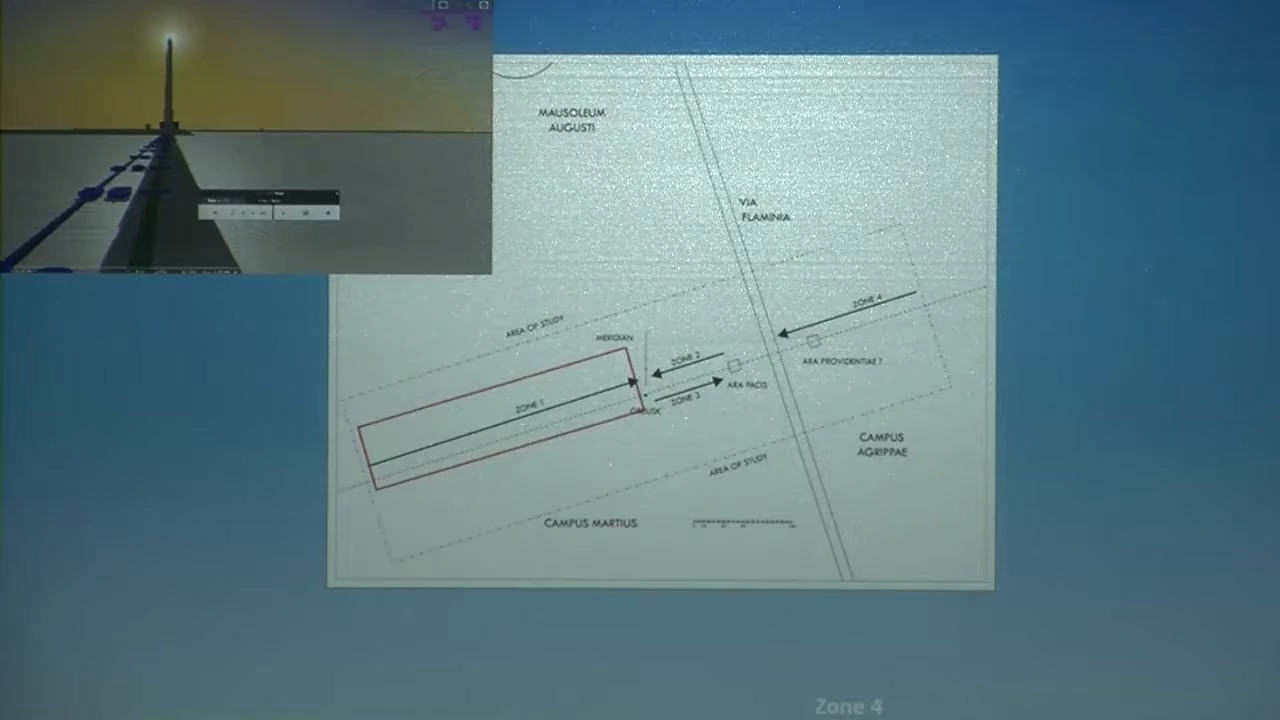 MAUSOLEUM
AUGUSTI
VIA
FLAMINIA
ZONE 4
AREA OF STUDY
MERIDIAN
ZONE 2
ARA PROVIDENTIAE?
ARA PACIS
ZONE 1
ZONE 3
OBELISK
CAMPUS
AGRIPPAE
AREA OF STUDY
CAMPUS MARTIUS
Zone 4